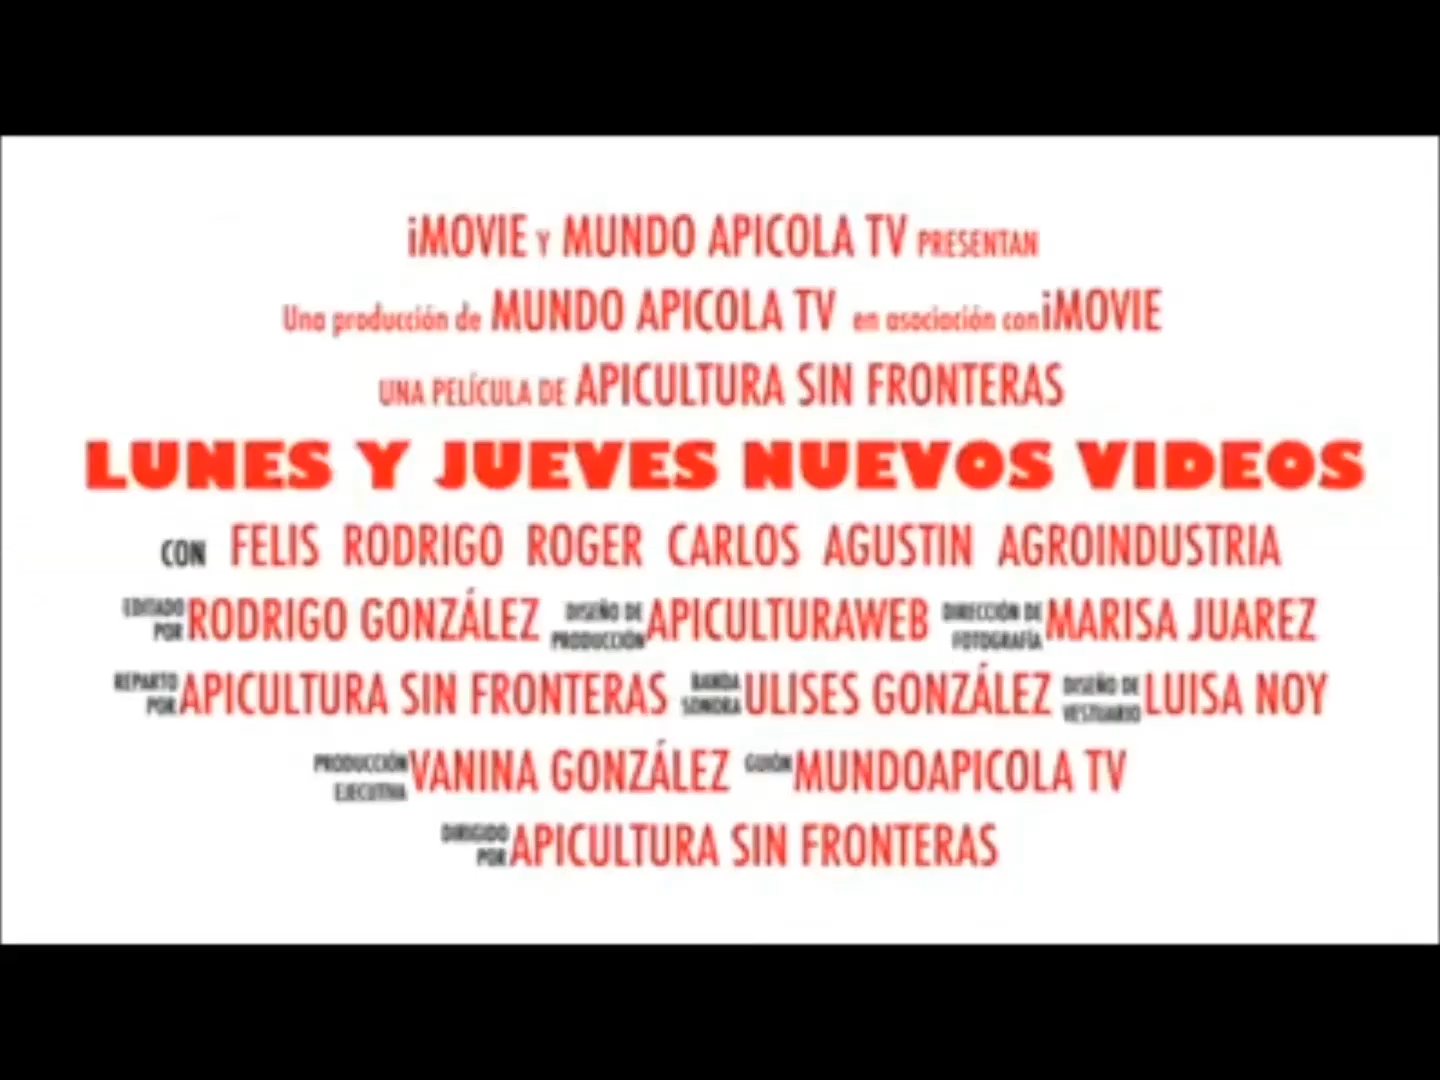 iMOVIE Y MUNDO APICOLA TV PRESENTAN
Una producción de MUNDO APICOLA TV en asociación con iMOVIE
UNA PELÍCULA DE APICULTURA SIN FRONTERAS
LUNES Y JUEVES NUEVOS VIDEOS
CON FELIS RODRIGO ROGER CARLOS AGUSTIN AGROINDUSTRIA
EDITADO POR RODRIGO GONZÁLEZ DISEÑO DE PRODUCCIÓN APICULTURAWEB DIRECCIÓN DE FOTOGRAFÍA MARISA JUAREZ
REPARTO POR APICULTURA SIN FRONTERAS BANDA SONORA ULISES GONZÁLEZ DISEÑO DE VESTUARIO LUISA NOY
PRODUCCIÓN EJECUTIVA VANINA GONZÁLEZ GUIÓN MUNDOAPICOLA TV
DIRIGIDO POR APICULTURA SIN FRONTERAS